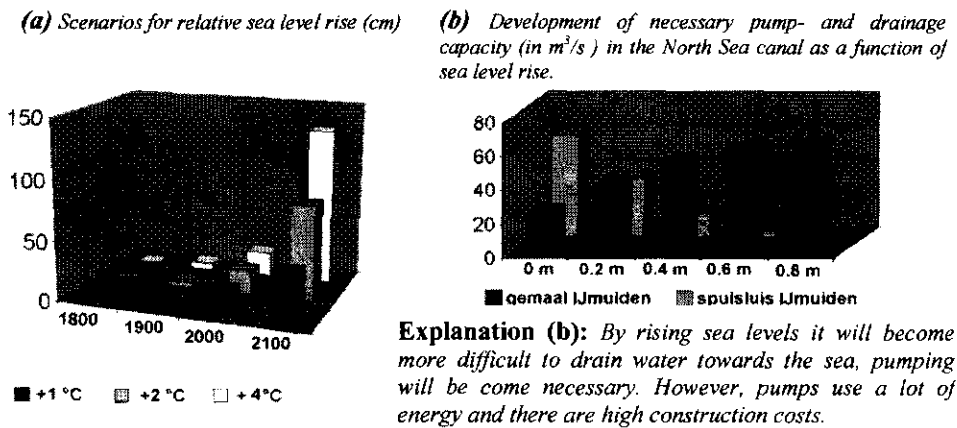 (a) Scenarios for relative sea level rise (cm)
150
100
50
0
1800
1900
2000
2100
+1 °C
+2 °C
+ 4°C
(b) Development of necessary pump- and drainage
capacity (in m³/s ) in the North Sea canal as a function of
sea level rise.
80
60
40
20
0
0 m 0.2 m 0.4 m 0.6 m 0.8 m
gemaal IJmuiden spuisluis IJmuiden
Explanation (b): By rising sea levels it will become
more difficult to drain water towards the sea, pumping
will be come necessary. However, pumps use a lot of
energy and there are high construction costs.